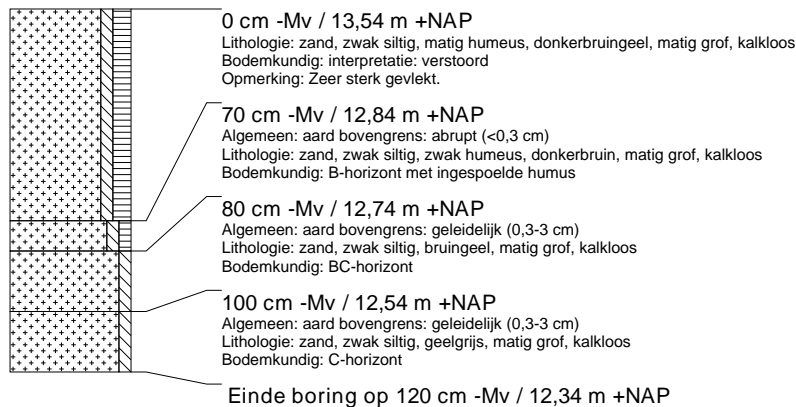 0 cm -Mv / 13,54 m +NAP
Lithologie: zand, zwak siltig, matig humeus, donkerbruingeel, matig grof, kalkloos
Bodemkundig: interpretatie: verstoord
Opmerking: Zeer sterk gevlekt.
70 cm -Mv / 12,84 m +NAP
Algemeen: aard bovengrens: abrupt (<0,3 cm)
Lithologie: zand, zwak siltig, zwak humeus, donkerbruin, matig grof, kalkloos
Bodemkundig: B-horizont met ingespoelde humus
80 cm -Mv / 12,74 m +NAP
Algemeen: aard bovengrens: geleidelijk (0,3-3 cm)
Lithologie: zand, zwak siltig, bruingeel, matig grof, kalkloos
Bodemkundig: BC-horizont
100 cm -Mv / 12,54 m +NAP
Algemeen: aard bovengrens: geleidelijk (0,3-3 cm)
Lithologie: zand, zwak siltig, geelgrijs, matig grof, kalkloos
Bodemkundig: C-horizont
Einde boring op 120 cm -Mv / 12,34 m +NAP